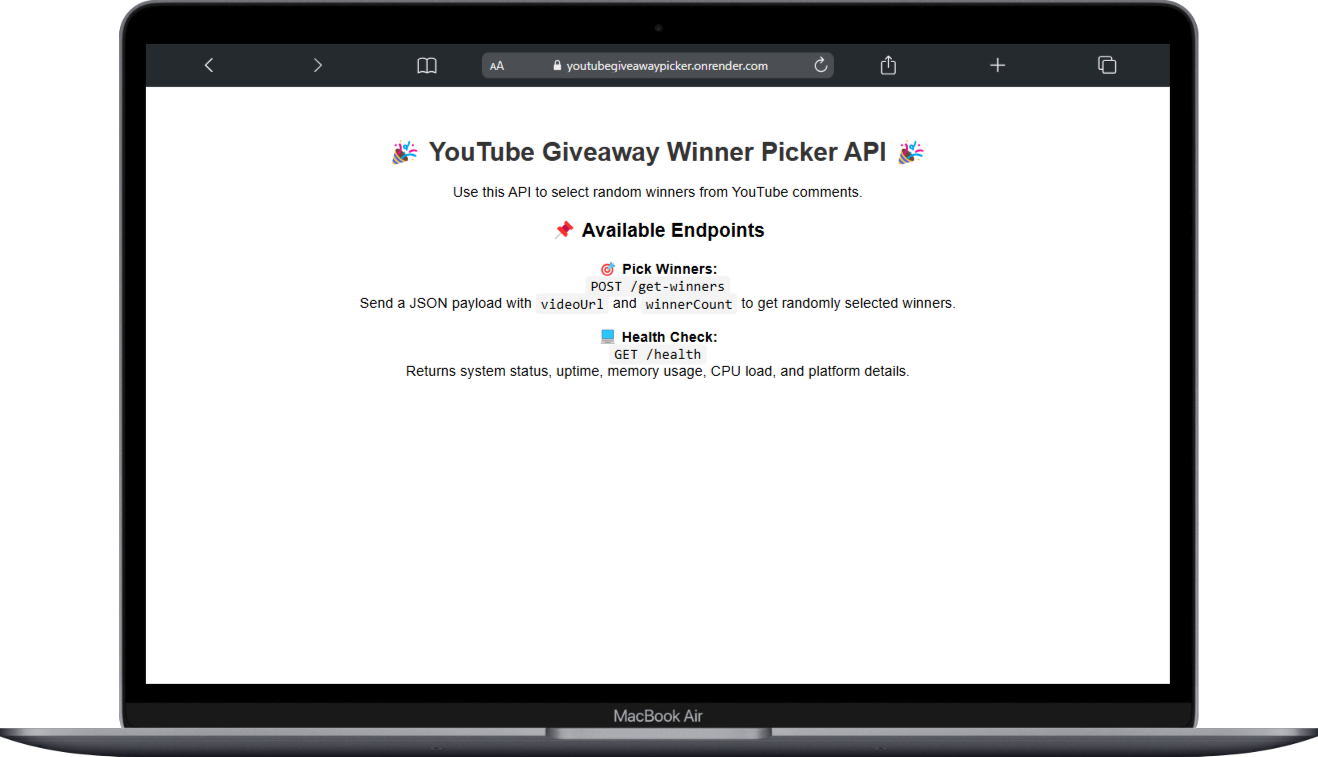 AA youtubegiveawaypicker.onrender.com
🎉 YouTube Giveaway Winner Picker API 🎉
Use this API to select random winners from YouTube comments.
📌 Available Endpoints
🎯 Pick Winners:
POST /get-winners
Send a JSON payload with videoUrl and winnerCount to get randomly selected winners.
💻 Health Check:
GET /health
Returns system status, uptime, memory usage, CPU load, and platform details.
MacBook Air